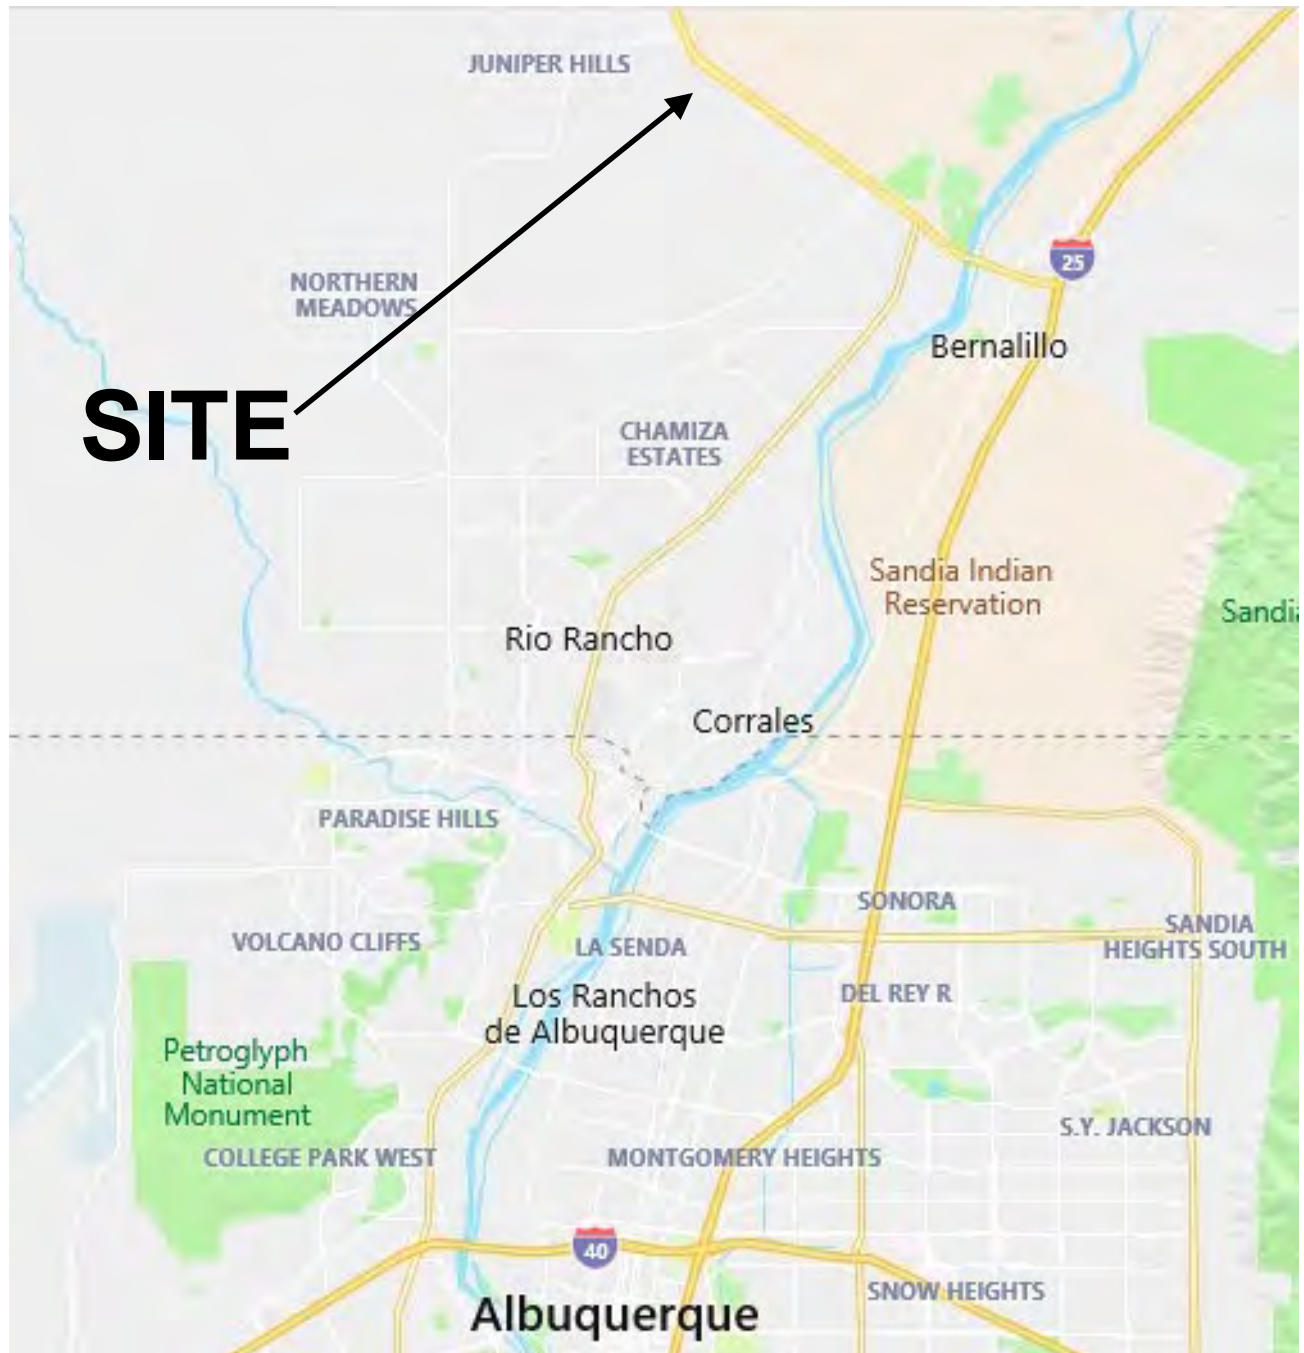 JUNIPER HILLS
25
NORTHERN
MEADOWS
Bernalillo
SITE
CHAMIZA
ESTATES
Sandia Indian
Reservation
Sandia
Rio Rancho
Corrales
PARADISE HILLS
SONORA
SANDIA
HEIGHTS SOUTH
VOLCANO CLIFFS
LA SENDA
Los Ranchos
de Albuquerque
DEL REY R
Petroglyph
National
Monument
S.Y. JACKSON
COLLEGE PARK WEST
MONTGOMERY HEIGHTS
40
SNOW HEIGHTS
Albuquerque